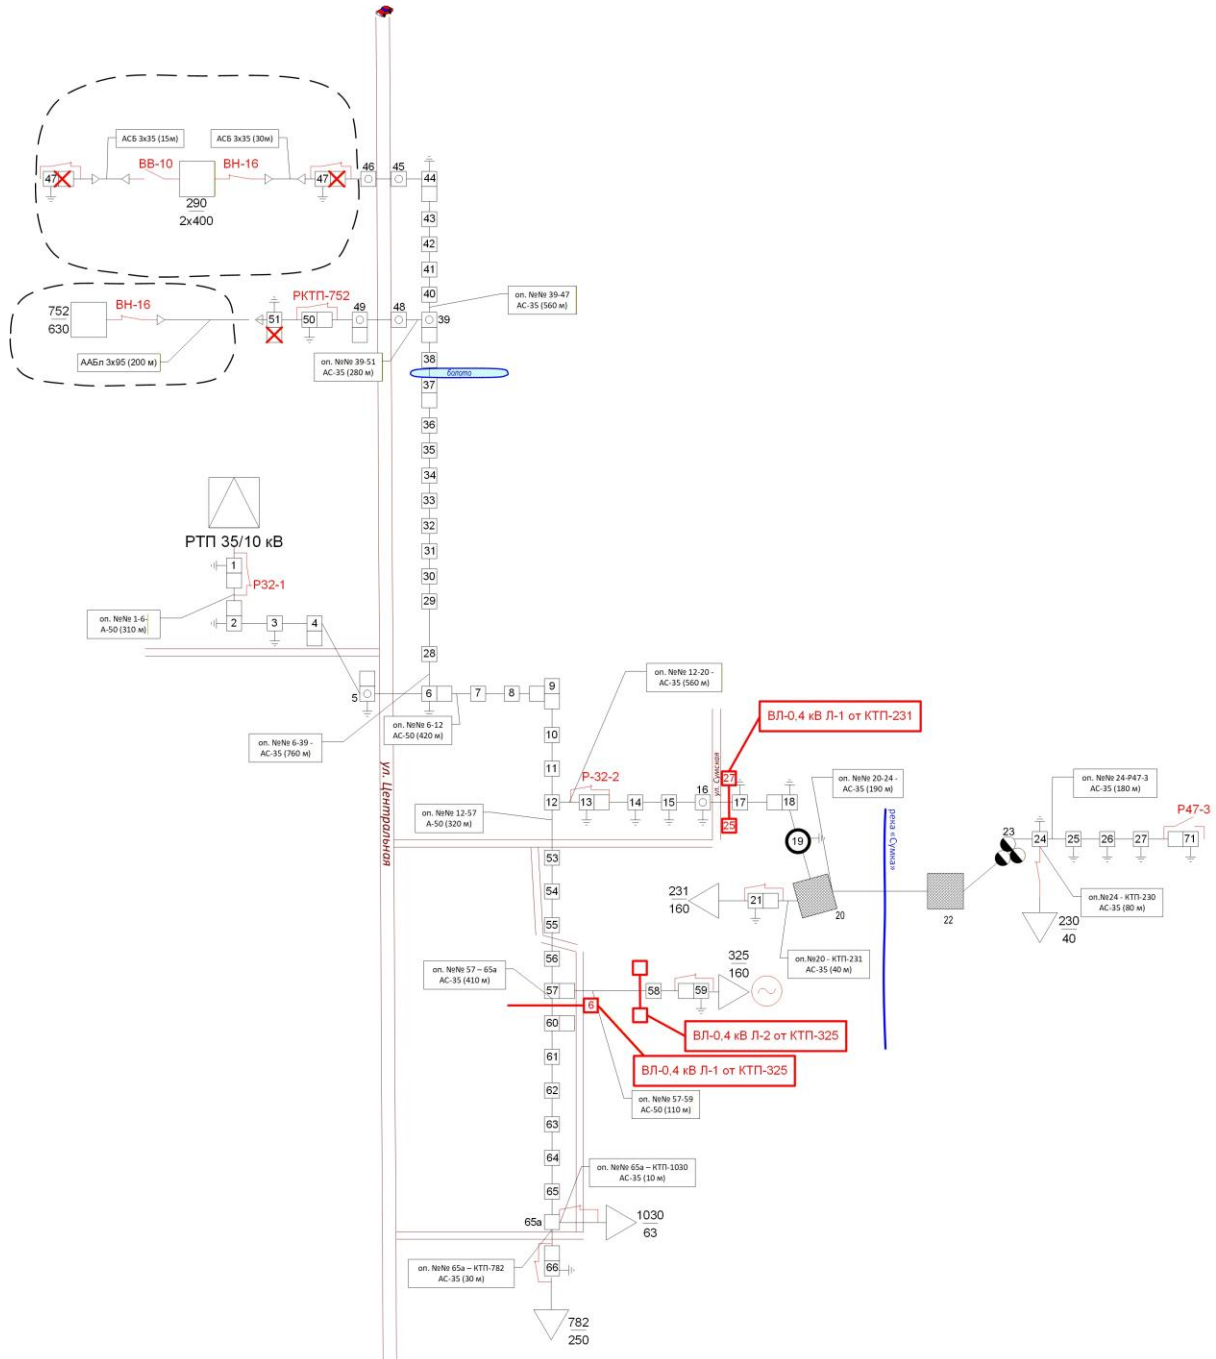 АСБ 3х35 (15м)
АСБ 3х35 (30м)
ВВ-10
ВН-16
47
47
46
45
44
290
2х400
43
42
41
40
оп. №№ 39-47
АС-35 (560 м)
752
630
ВН-16
РКТП-752
51
50
49
48
39
ААБл 3х95 (200 м)
оп. №№ 39-51
АС-35 (280 м)
38
болото
37
36
35
34
33
32
31
30
29
28
РТП 35/10 кВ
1
Р32-1
оп. №№ 1-6-
А-50 (310 м)
2
3
4
5
6
7
8
9
оп. №№ 6-12
АС-50 (420 м)
оп. №№ 6-39 -
АС-35 (760 м)
оп. №№ 12-20 -
АС-35 (560 м)
ВЛ-0,4 кВ Л-1 от КТП-231
10
11
12
Р-32-2
13
14
15
16
ул. Сумская
27
25
17
18
19
оп. №№ 12-57
А-50 (320 м)
ул. Центральная
оп. №№ 20-24 -
АС-35 (190 м)
река «Сумка»
оп. №№ 24-Р47-3
АС-35 (180 м)
Р47-3
23
24
25
26
27
71
53
54
55
56
57
231
160
21
20
22
оп.№24 - КТП-230
АС-35 (80 м)
230
40
оп.№20 - КТП-231
АС-35 (40 м)
оп. №№ 57 – 65а
АС-35 (410 м)
325
160
58
59
6
60
ВЛ-0,4 кВ Л-2 от КТП-325
ВЛ-0,4 кВ Л-1 от КТП-325
61
62
63
64
65
оп. №№ 57-59
АС-50 (110 м)
оп. №№ 65а – КТП-1030
АС-35 (10 м)
65а
1030
63
оп. №№ 65а – КТП-782
АС-35 (30 м)
66
782
250